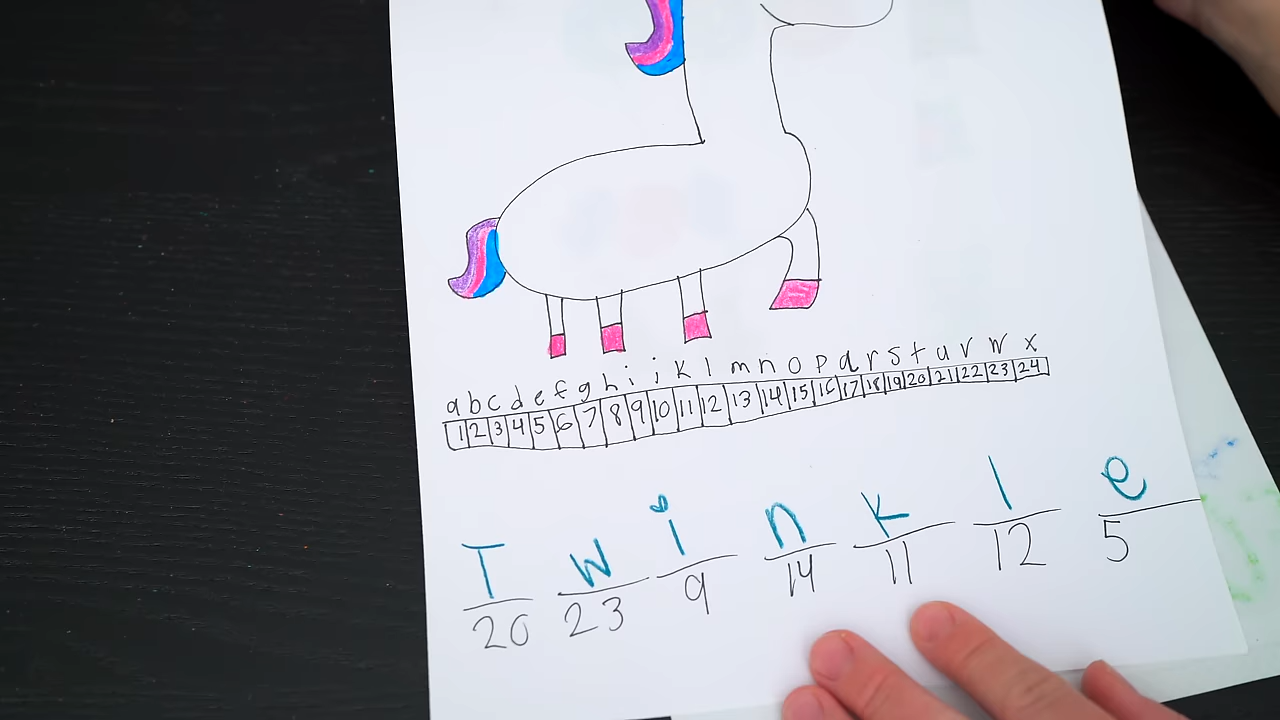 a b c d e f g h i j k l m n o p q r s t u v w x
1 2 3 4 5 6 7 8 9 10 11 12 13 14 15 16 17 18 19 20 21 22 23 24
T w i n k l e
20 23 9 14 11 12 5